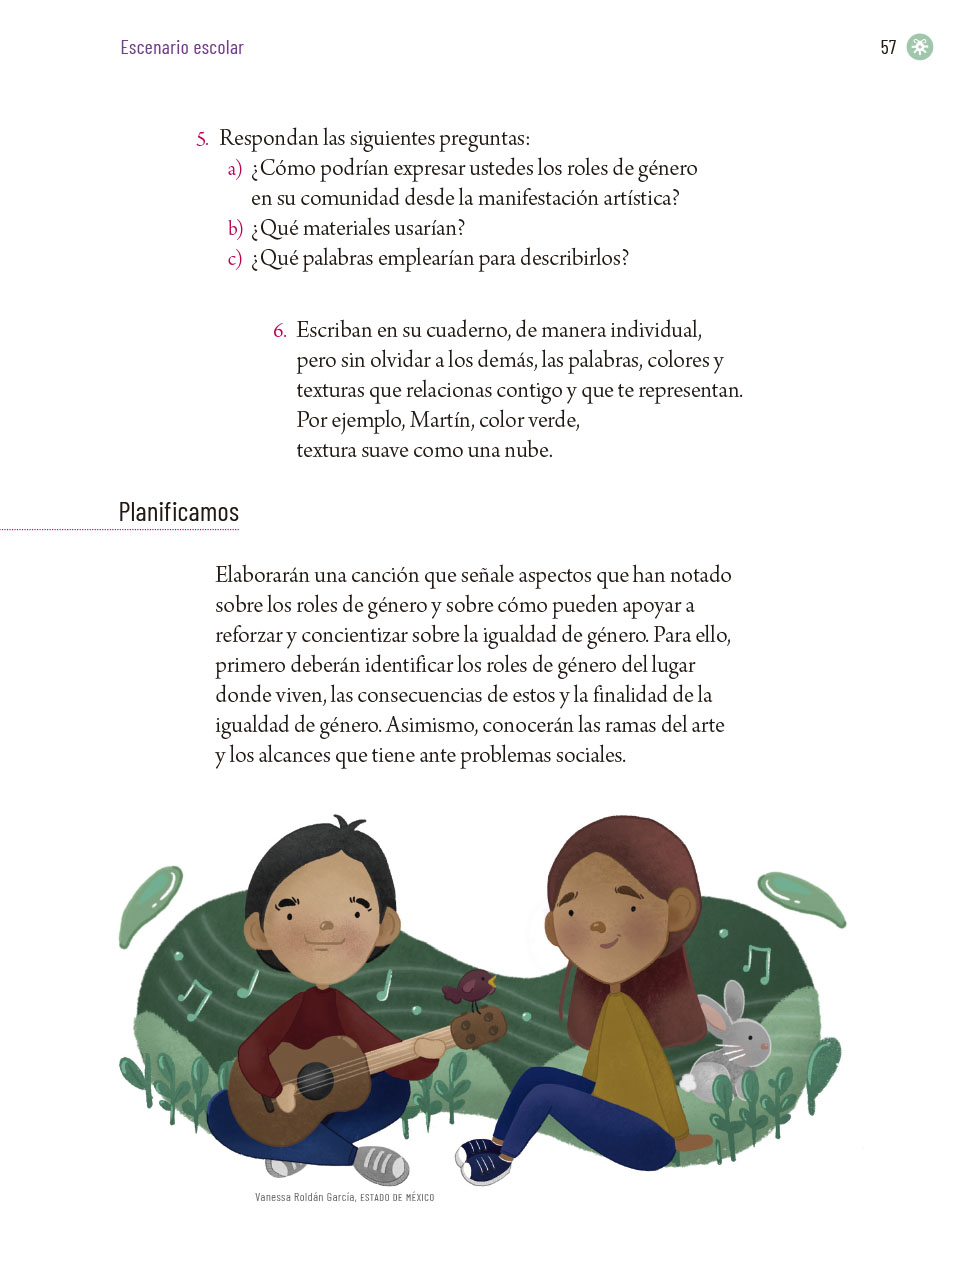 Escenario escolar
57
5. Respondan las siguientes preguntas:
a) ¿Cómo podrían expresar ustedes los roles de género
en su comunidad desde la manifestación artística?
b) ¿Qué materiales usarían?
c) ¿Qué palabras emplearían para describirlos?
6. Escriban en su cuaderno, de manera individual,
pero sin olvidar a los demás, las palabras, colores y
texturas que relacionas contigo y que te representan.
Por ejemplo, Martín, color verde,
textura suave como una nube.
Planificamos
Elaborarán una canción que señale aspectos que han notado
sobre los roles de género y sobre cómo pueden apoyar a
reforzar y concientizar sobre la igualdad de género. Para ello,
primero deberán identificar los roles de género del lugar
donde viven, las consecuencias de estos y la finalidad de la
igualdad de género. Asimismo, conocerán las ramas del arte
y los alcances que tiene ante problemas sociales.
Vanessa Roldán García, ESTADO DE MÉXICO